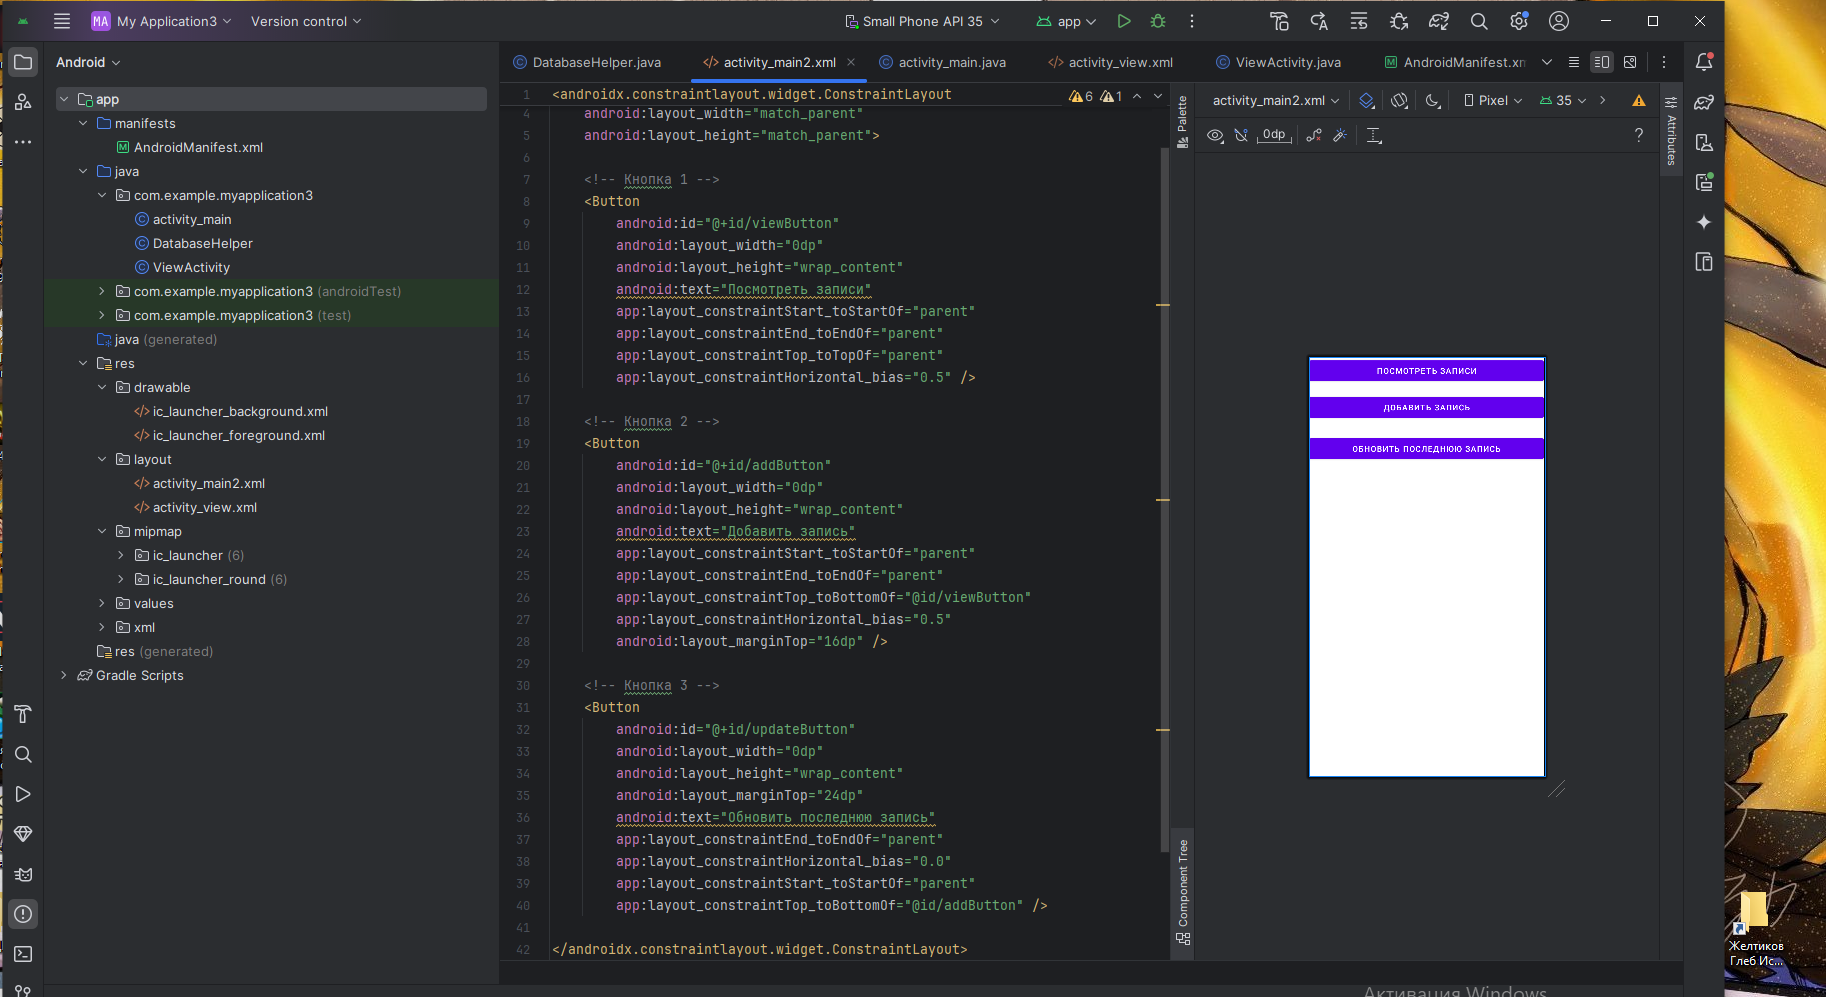 MA My Application3 Version control Small Phone API 35 app
Android
app
manifests
AndroidManifest.xml
java
com.example.myapplication3
activity_main
DatabaseHelper
ViewActivity
com.example.myapplication3 (androidTest)
com.example.myapplication3 (test)
java (generated)
res
drawable
ic_launcher_background.xml
ic_launcher_foreground.xml
layout
activity_main2.xml
activity_view.xml
mipmap
ic_launcher (6)
ic_launcher_round (6)
values
xml
res (generated)
Gradle Scripts
DatabaseHelper.java activity_main2.xml activity_main.java activity_view.xml ViewActivity.java AndroidManifest.xn
6 1
1 <androidx.constraintlayout.widget.ConstraintLayout
4 android:layout_width="match_parent"
5 android:layout_height="match_parent">
6
7 <!-- Кнопка 1 -->
8 <Button
9 android:id="@+id/viewButton"
10 android:layout_width="0dp"
11 android:layout_height="wrap_content"
12 android:text="Посмотреть записи"
13 app:layout_constraintStart_toStartOf="parent"
14 app:layout_constraintEnd_toEndOf="parent"
15 app:layout_constraintTop_toTopOf="parent"
16 app:layout_constraintHorizontal_bias="0.5" />
17
18 <!-- Кнопка 2 -->
19 <Button
20 android:id="@+id/addButton"
21 android:layout_width="0dp"
22 android:layout_height="wrap_content"
23 android:text="Добавить запись"
24 app:layout_constraintStart_toStartOf="parent"
25 app:layout_constraintEnd_toEndOf="parent"
26 app:layout_constraintTop_toBottomOf="@id/viewButton"
27 app:layout_constraintHorizontal_bias="0.5"
28 android:layout_marginTop="16dp" />
29
30 <!-- Кнопка 3 -->
31 <Button
32 android:id="@+id/updateButton"
33 android:layout_width="0dp"
34 android:layout_height="wrap_content"
35 android:layout_marginTop="24dp"
36 android:text="Обновить последнюю запись"
37 app:layout_constraintEnd_toEndOf="parent"
38 app:layout_constraintHorizontal_bias="0.0"
39 app:layout_constraintStart_toStartOf="parent"
40 app:layout_constraintTop_toBottomOf="@id/addButton" />
41
42 </androidx.constraintlayout.widget.ConstraintLayout>
Palette
Component Tree
activity_main2.xml Pixel 35
0dp ?
Attributes
ПОСМОТРЕТЬ ЗАПИСИ
ДОБАВИТЬ ЗАПИСЬ
ОБНОВИТЬ ПОСЛЕДНЮЮ ЗАПИСЬ
Желтиков
Глеб Ис...
Активация Windows